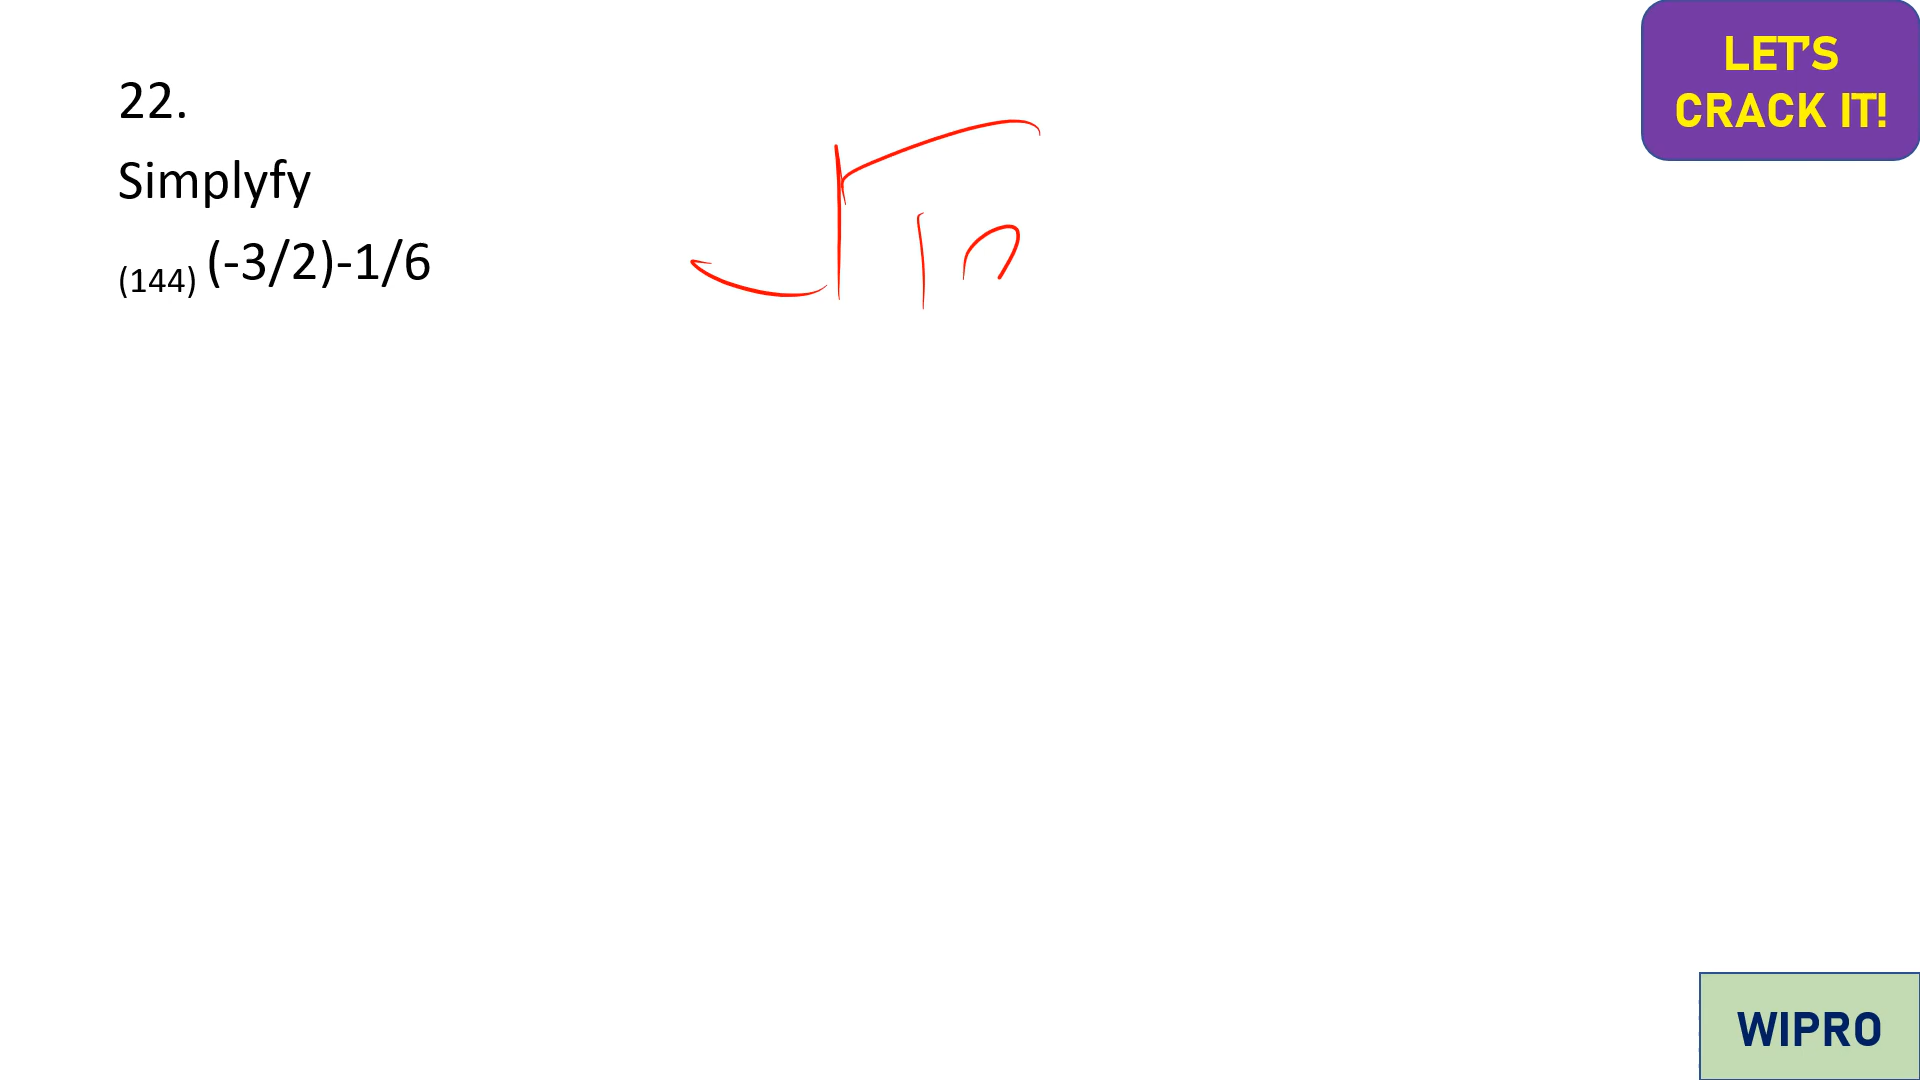 22.
Simplyfy
(144) (-3/2)-1/6
LET'S
CRACK IT!
WIPRO